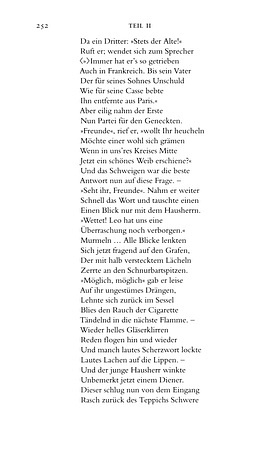 252 TEIL II
Da ein Dritter: »Stets der Alte!«
Ruft er; wendet sich zum Sprecher
⟨»⟩Immer hat er's so getrieben
Auch in Frankreich. Bis sein Vater
Der für seines Sohnes Unschuld
Wie für seine Casse bebte
Ihn entfernte aus Paris.«
Aber eilig nahm der Erste
Nun Partei für den Geneckten.
»Freunde«, rief er, »wollt Ihr heucheln
Möchte einer wohl sich grämen
Wenn in uns'res Kreises Mitte
Jetzt ein schönes Weib erschiene?«
Und das Schweigen war die beste
Antwort nun auf diese Frage. –
»Seht ihr, Freunde«. Nahm er weiter
Schnell das Wort und tauschte einen
Einen Blick nur mit dem Hausherrn.
»Wettet! Leo hat uns eine
Überraschung noch verborgen.«
Murmeln ... Alle Blicke lenkten
Sich jetzt fragend auf den Grafen,
Der mit halb verstecktem Lächeln
Zerrte an den Schnurbartspitzen.
»Möglich, möglich« gab er leise
Auf ihr ungestümes Drängen,
Lehnte sich zurück im Sessel
Blies den Rauch der Cigarette
Tändelnd in die nächste Flamme. –
Wieder helles Gläserklirren
Reden flogen hin und wieder
Und manch lautes Scherzwort lockte
Lautes Lachen auf die Lippen. –
Und der junge Hausherr winkte
Unbemerkt jetzt einem Diener.
Dieser schlug nun von dem Eingang
Rasch zurück des Teppichs Schwere